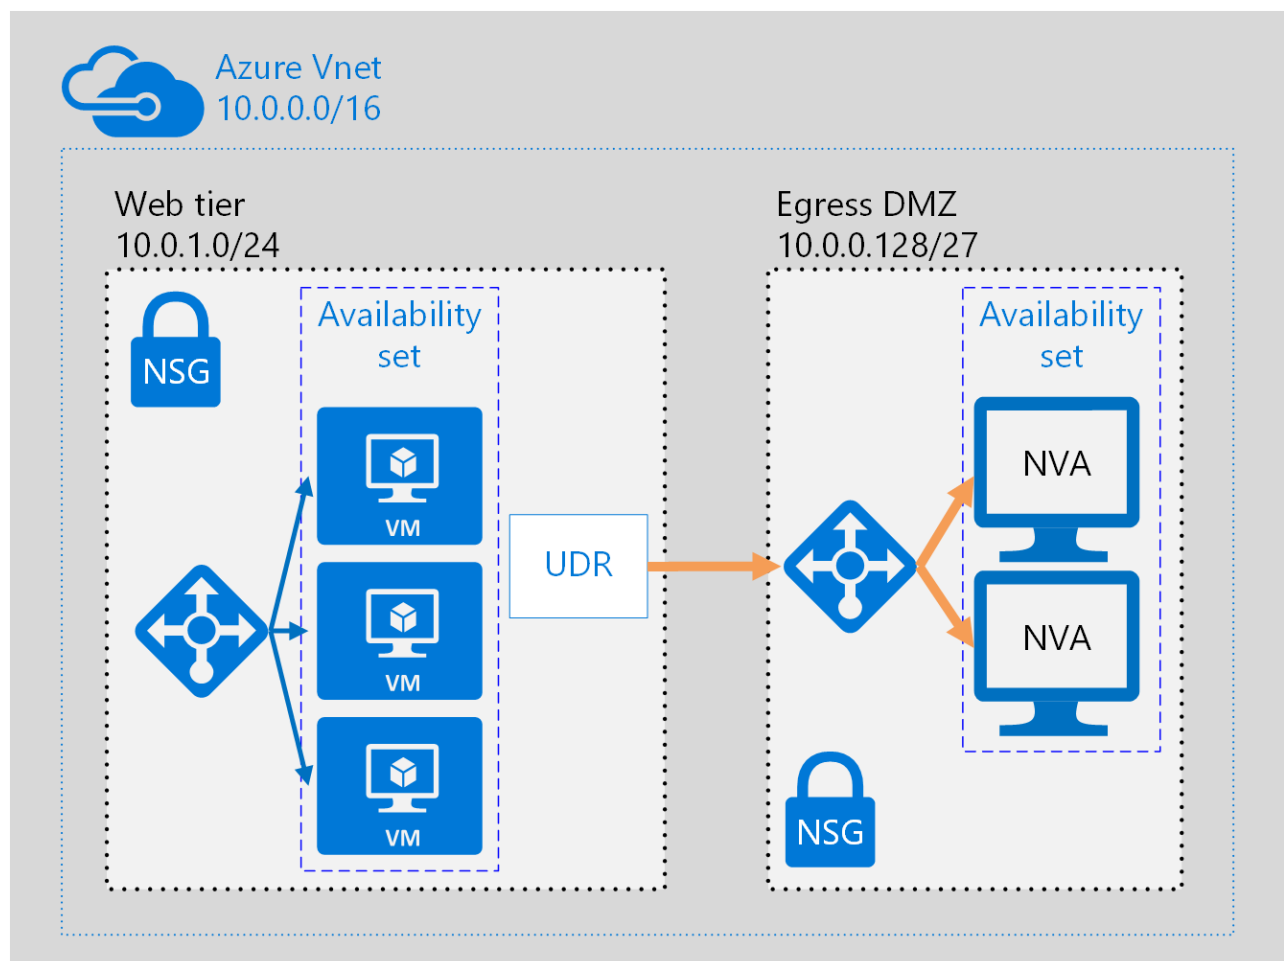 Azure Vnet
10.0.0.0/16
Web tier
10.0.1.0/24
NSG
Availability
set
VM
VM
VM
UDR
Egress DMZ
10.0.0.128/27
Availability
set
NVA
NVA
NSG